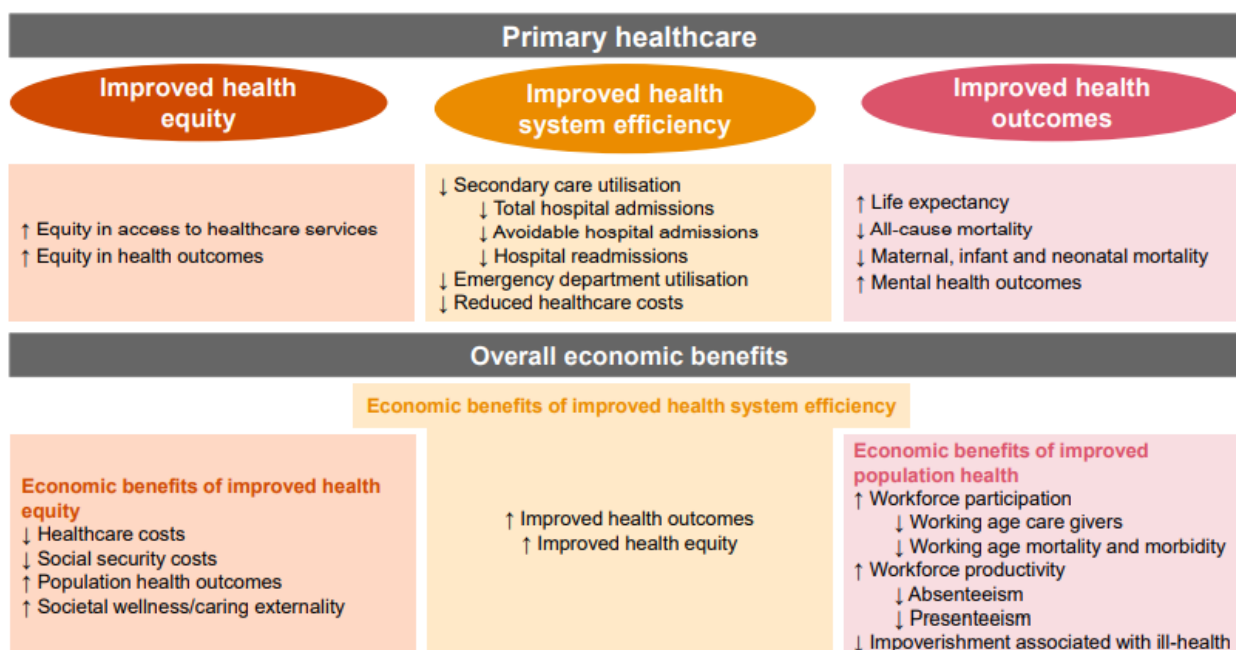 Primary healthcare
Improved health
equity
Improved health
system efficiency
Improved health
outcomes
↑ Equity in access to healthcare services
↑ Equity in health outcomes
↓ Secondary care utilisation
↓ Total hospital admissions
↓ Avoidable hospital admissions
↓ Hospital readmissions
↓ Emergency department utilisation
↓ Reduced healthcare costs
↑ Life expectancy
↓ All-cause mortality
↓ Maternal, infant and neonatal mortality
↑ Mental health outcomes
Overall economic benefits
Economic benefits of improved health system efficiency
Economic benefits of improved health
equity
↓ Healthcare costs
↓ Social security costs
↑ Population health outcomes
↑ Societal wellness/caring externality
↑ Improved health outcomes
↑ Improved health equity
Economic benefits of improved
population health
↑ Workforce participation
↓ Working age care givers
↓ Working age mortality and morbidity
↑ Workforce productivity
↓ Absenteeism
↓ Presenteeism
↓ Impoverishment associated with ill-health